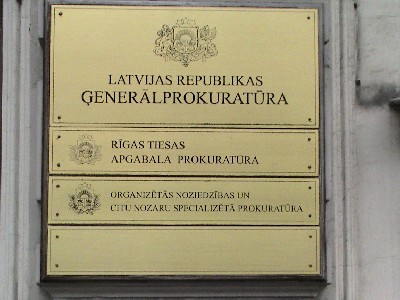 LATVIJAS REPUBLIKAS
ĢENERĀLPROKURATŪRA
RĪGAS TIESAS
APGABALA PROKURATŪRA
ORGANIZĒTĀS NOZIEDZĪBAS UN
CITU NOZARU SPECIALIZĒTĀ PROKURATŪRA